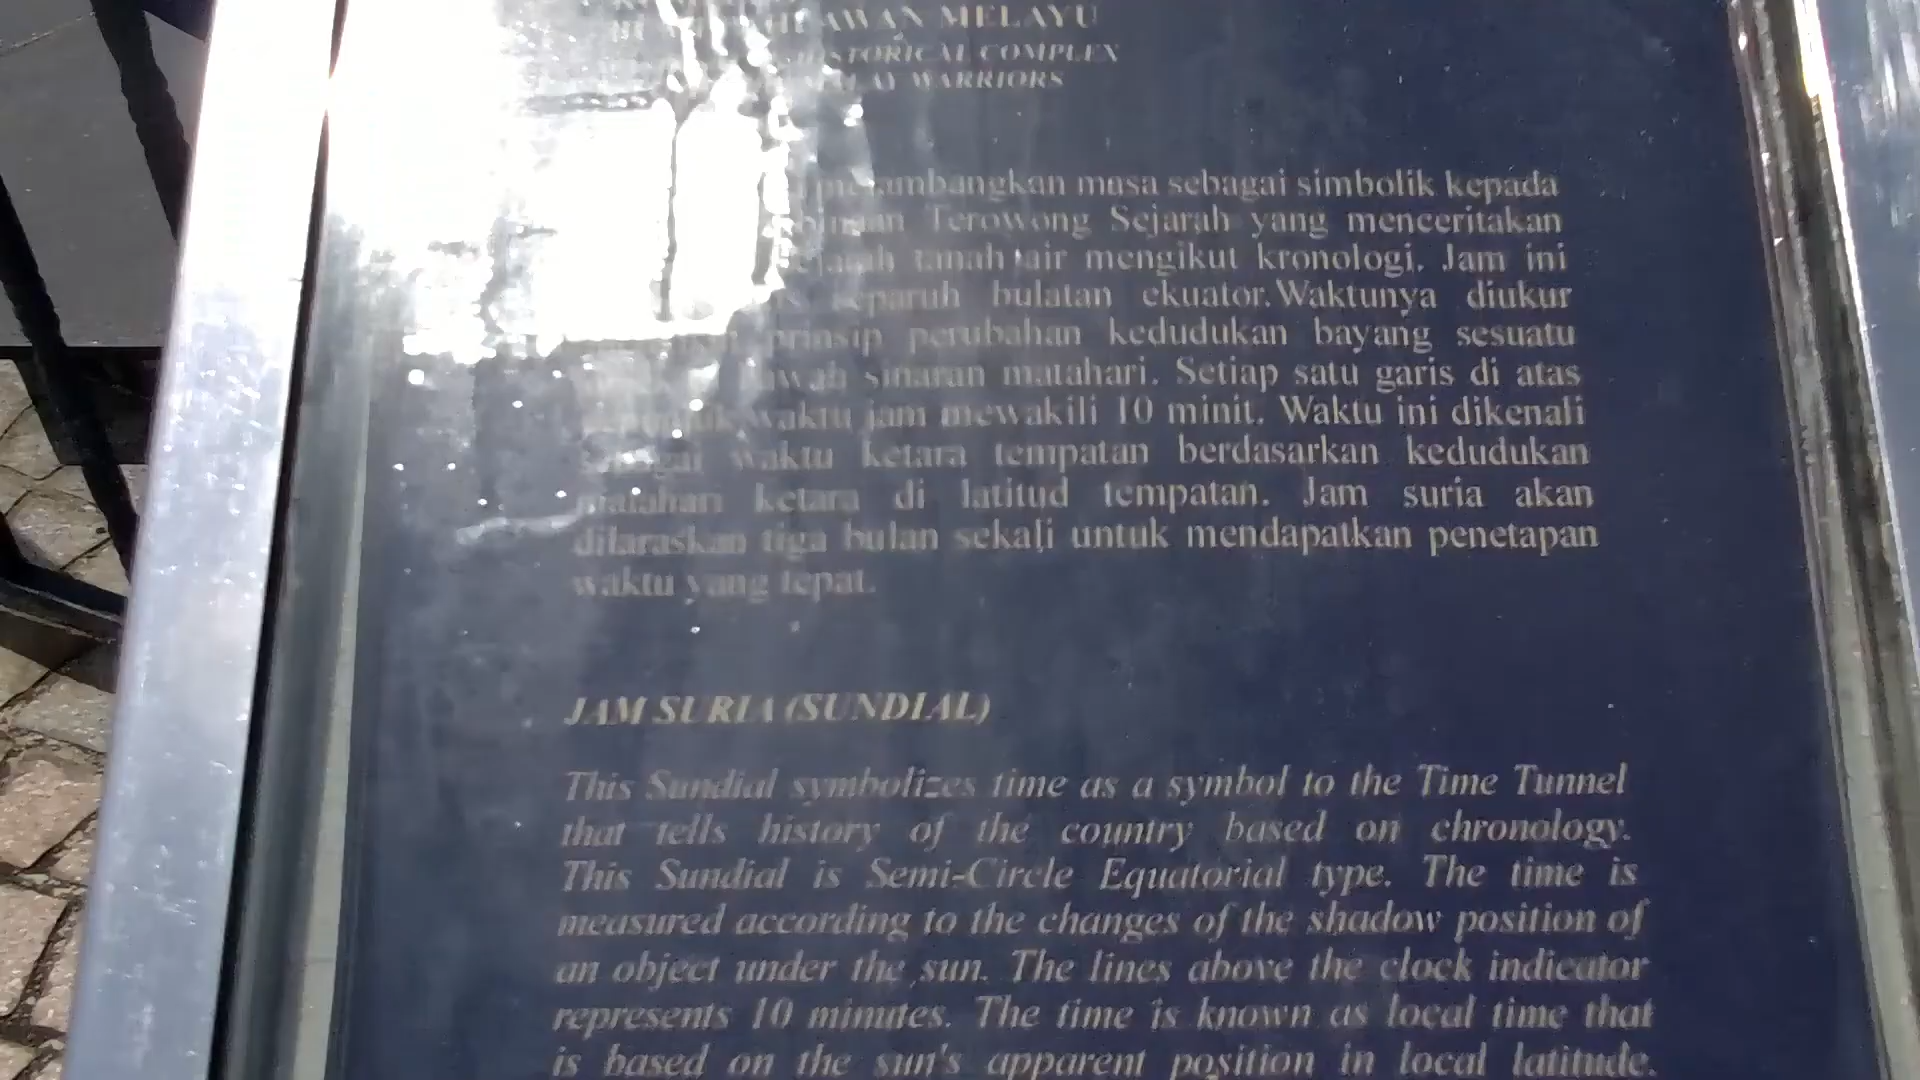 AWAN MELAYU
HISTORICAL COMPLEX
MALAY WARRIORS
masa sebagai simbolik kepada
Terowong Sejarah yang menceritakan
sejarah tanah air mengikut kronologi. Jam ini
separuh bulatan ekuator. Waktunya diukur
prinsip perubahan kedudukan bayang sesuatu
sinaran matahari. Setiap satu garis di atas
waktu jam mewakili 10 minit. Waktu ini dikenali
sebagai waktu ketara tempatan berdasarkan kedudukan
matahari ketara di latitud tempatan. Jam suria akan
dilaraskan tiga bulan sekali untuk mendapatkan penetapan
waktu yang tepat.
JAM SURIA (SUNDIAL)
This Sundial symbolizes time as a symbol to the Time Tunnel
that tells history of the country based on chronology.
This Sundial is Semi-Circle Equatorial type. The time is
measured according to the changes of the shadow position of
an object under the sun. The lines above the clock indicator
represents 10 minutes. The time is known as local time that
is based on the sun's apparent position in local latitude.